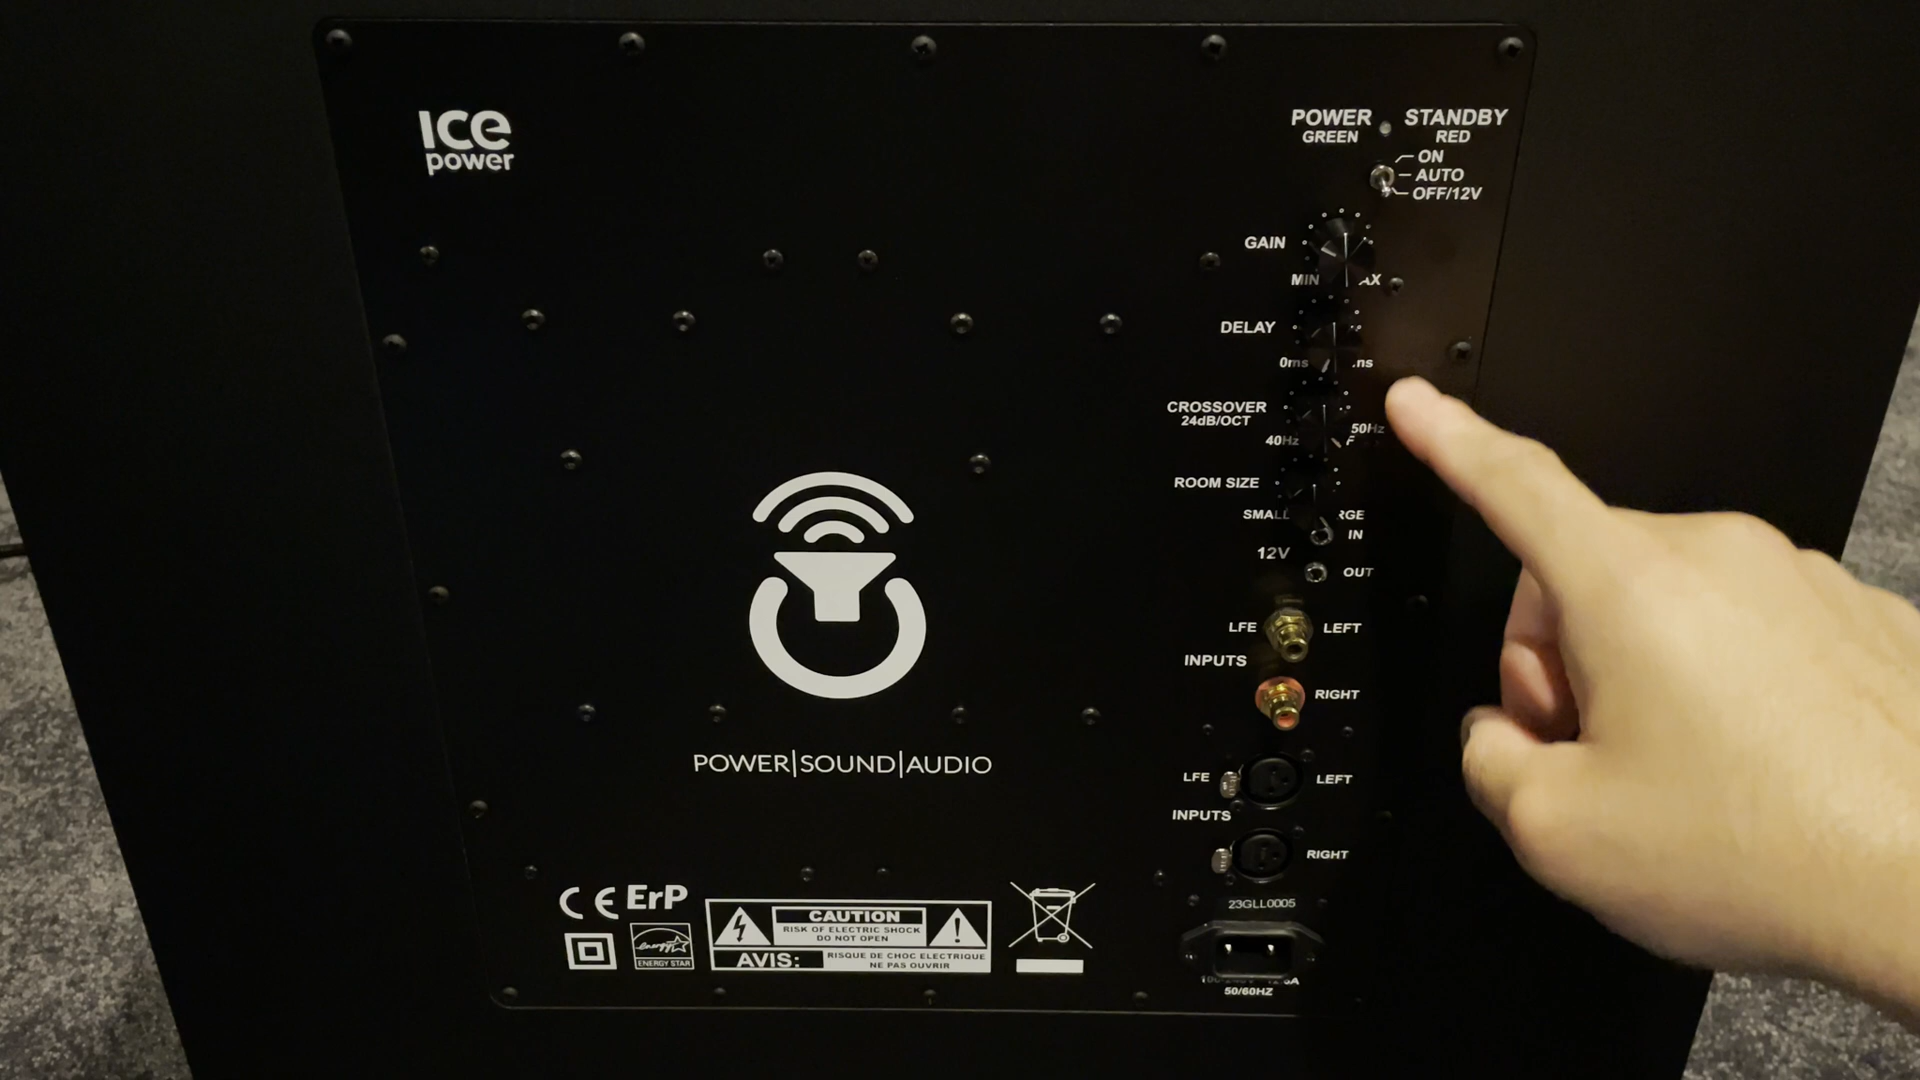 ICE
power
POWER STANDBY
GREEN RED
ON
AUTO
OFF/12V
GAIN
MIN
DELAY
0ms
CROSSOVER
24dB/OCT
50Hz
40Hz
ROOM SIZE
SMALL
IN
12V
OUT
LFE LEFT
INPUTS
RIGHT
POWER|SOUND|AUDIO
LFE LEFT
INPUTS
RIGHT
CE ErP
ENERGY STAR
CAUTION
RISK OF ELECTRIC SHOCK
DO NOT OPEN
AVIS:
RISQUE DE CHOC ELECTRIQUE
NE PAS OUVRIR
23GLL0005
50/60HZ